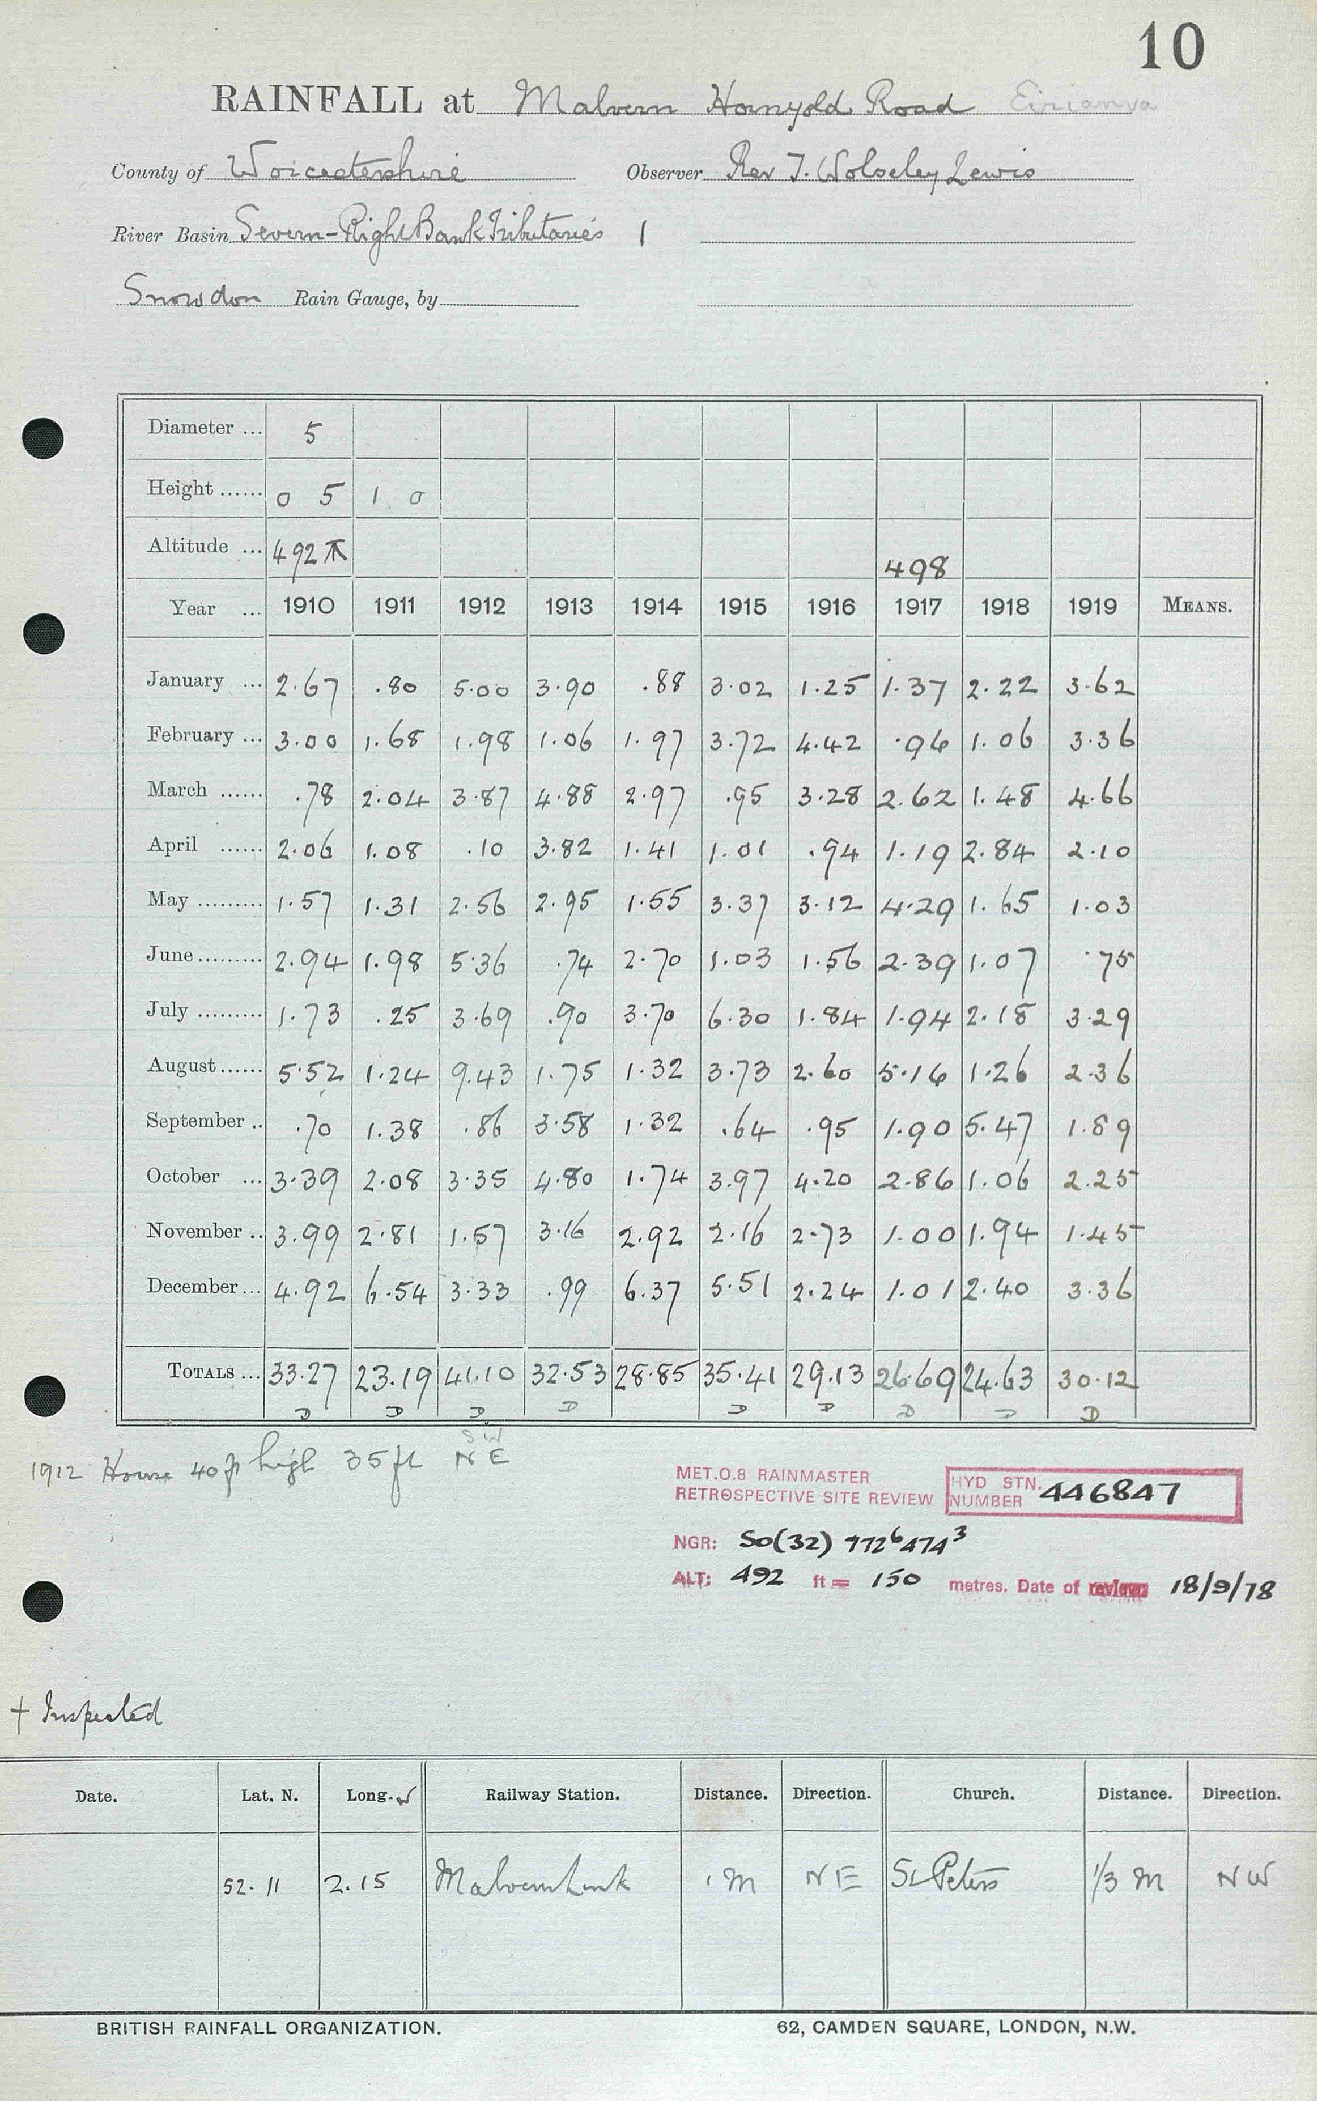 10
RAINFALL at Malvern Hornyold Road Eirianva
County of Worcestershire Observer Rev T. Wolseley Lewis
River Basin Severn-Right Bank Tributaries 1
Snowdon Rain Gauge, by
Diameter ... 5
Height ...... 0 5 1 0
Altitude ... 492 498
Year ... 1910 1911 1912 1913 1914 1915 1916 1917 1918 1919 MEANS.
January ... 2.67 .80 5.00 3.90 .88 3.02 1.25 1.37 2.22 3.62
February ... 3.00 1.68 1.98 1.06 1.97 3.72 4.42 .96 1.06 3.36
March ...... .78 2.04 3.87 4.88 2.97 .95 3.28 2.62 1.48 4.66
April ...... 2.06 1.08 .10 3.82 1.41 1.01 .94 1.19 2.84 2.10
May ......... 1.57 1.31 2.56 2.95 1.55 3.37 3.12 4.29 1.65 1.03
June ......... 2.94 1.98 5.36 .74 2.70 1.03 1.56 2.39 1.07 .75
July ......... 1.73 .25 3.69 .90 3.70 6.30 1.84 1.94 2.18 3.29
August ...... 5.52 1.24 9.43 1.75 1.32 3.73 2.60 5.16 1.26 2.36
September .. .70 1.38 .86 3.58 1.32 .64 .95 1.90 5.47 1.89
October ... 3.39 2.08 3.35 4.80 1.74 3.97 4.20 2.86 1.06 2.25
November .. 3.99 2.81 1.57 3.16 2.92 2.16 2.73 1.00 1.94 1.45
December ... 4.92 6.54 3.33 .99 6.37 5.51 2.24 1.01 2.40 3.36
TOTALS ... 33.27 23.19 41.10 32.53 28.85 35.41 29.13 26.69 24.63 30.12
D D D D D D D D D
SW
1912 House 40ft high 35ft NE
MET.O.8 RAINMASTER
RETROSPECTIVE SITE REVIEW
HYD STN.
NUMBER 446847
NGR: SO(32) 772⁶474³
ALT: 492 ft = 150 metres. Date of review 18/9/78
† Inspected
Date. Lat. N. Long. W Railway Station. Distance. Direction. Church. Distance. Direction.
52.11 2.15 Malvern Link 1 M NE St Peters 1/3 M NW
BRITISH RAINFALL ORGANIZATION. 62, CAMDEN SQUARE, LONDON, N.W.